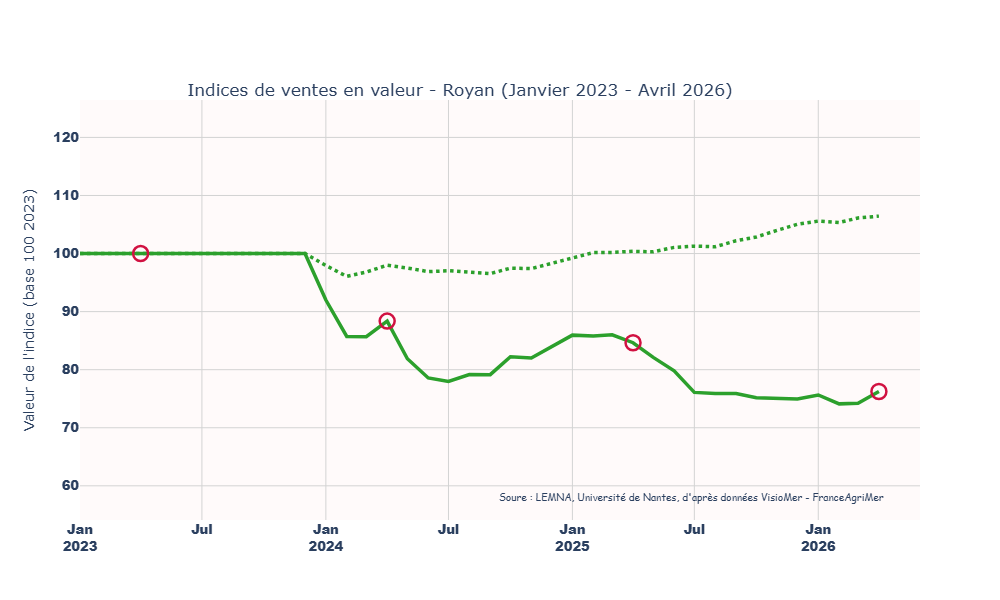 Indices de ventes en valeur - Royan (Janvier 2023 - Avril 2026)
Valeur de l'indice (base 100 2023)
120
110
100
90
80
70
60
Soure : LEMNA, Université de Nantes, d'après données VisioMer - FranceAgriMer
Jan
2023
Jul
Jan
2024
Jul
Jan
2025
Jul
Jan
2026